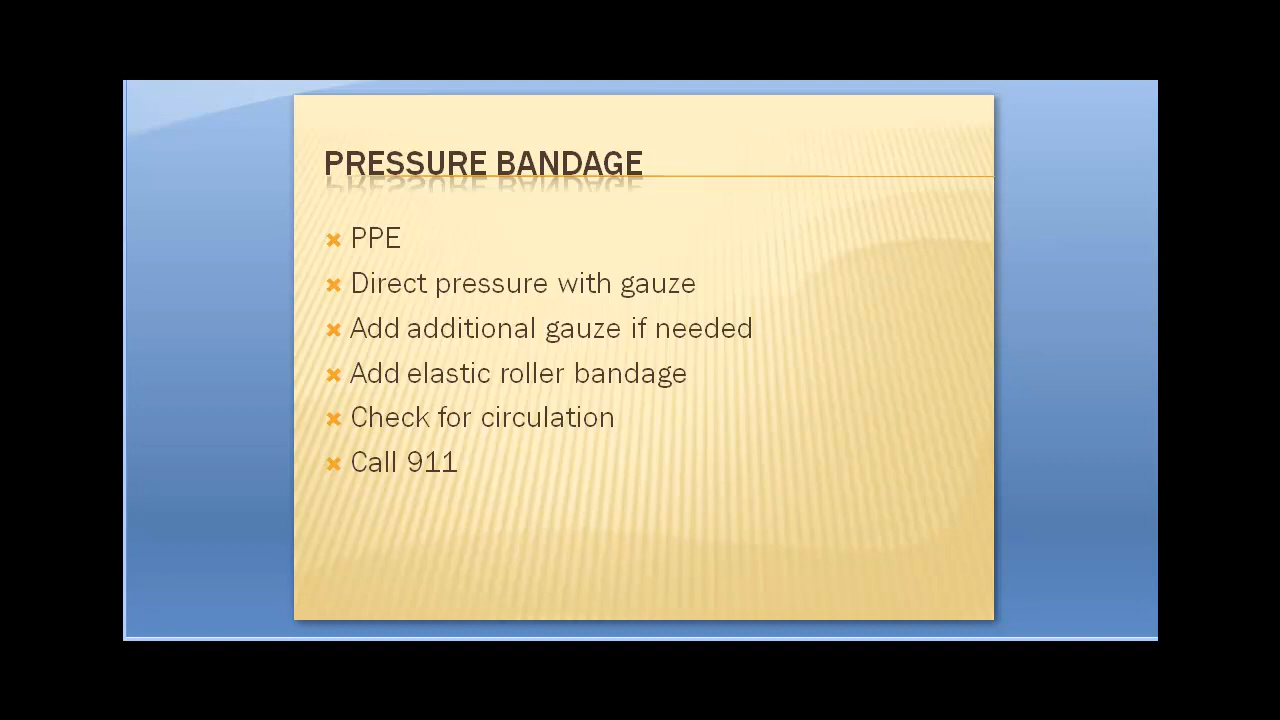 PRESSURE BANDAGE
PPE
Direct pressure with gauze
Add additional gauze if needed
Add elastic roller bandage
Check for circulation
Call 911